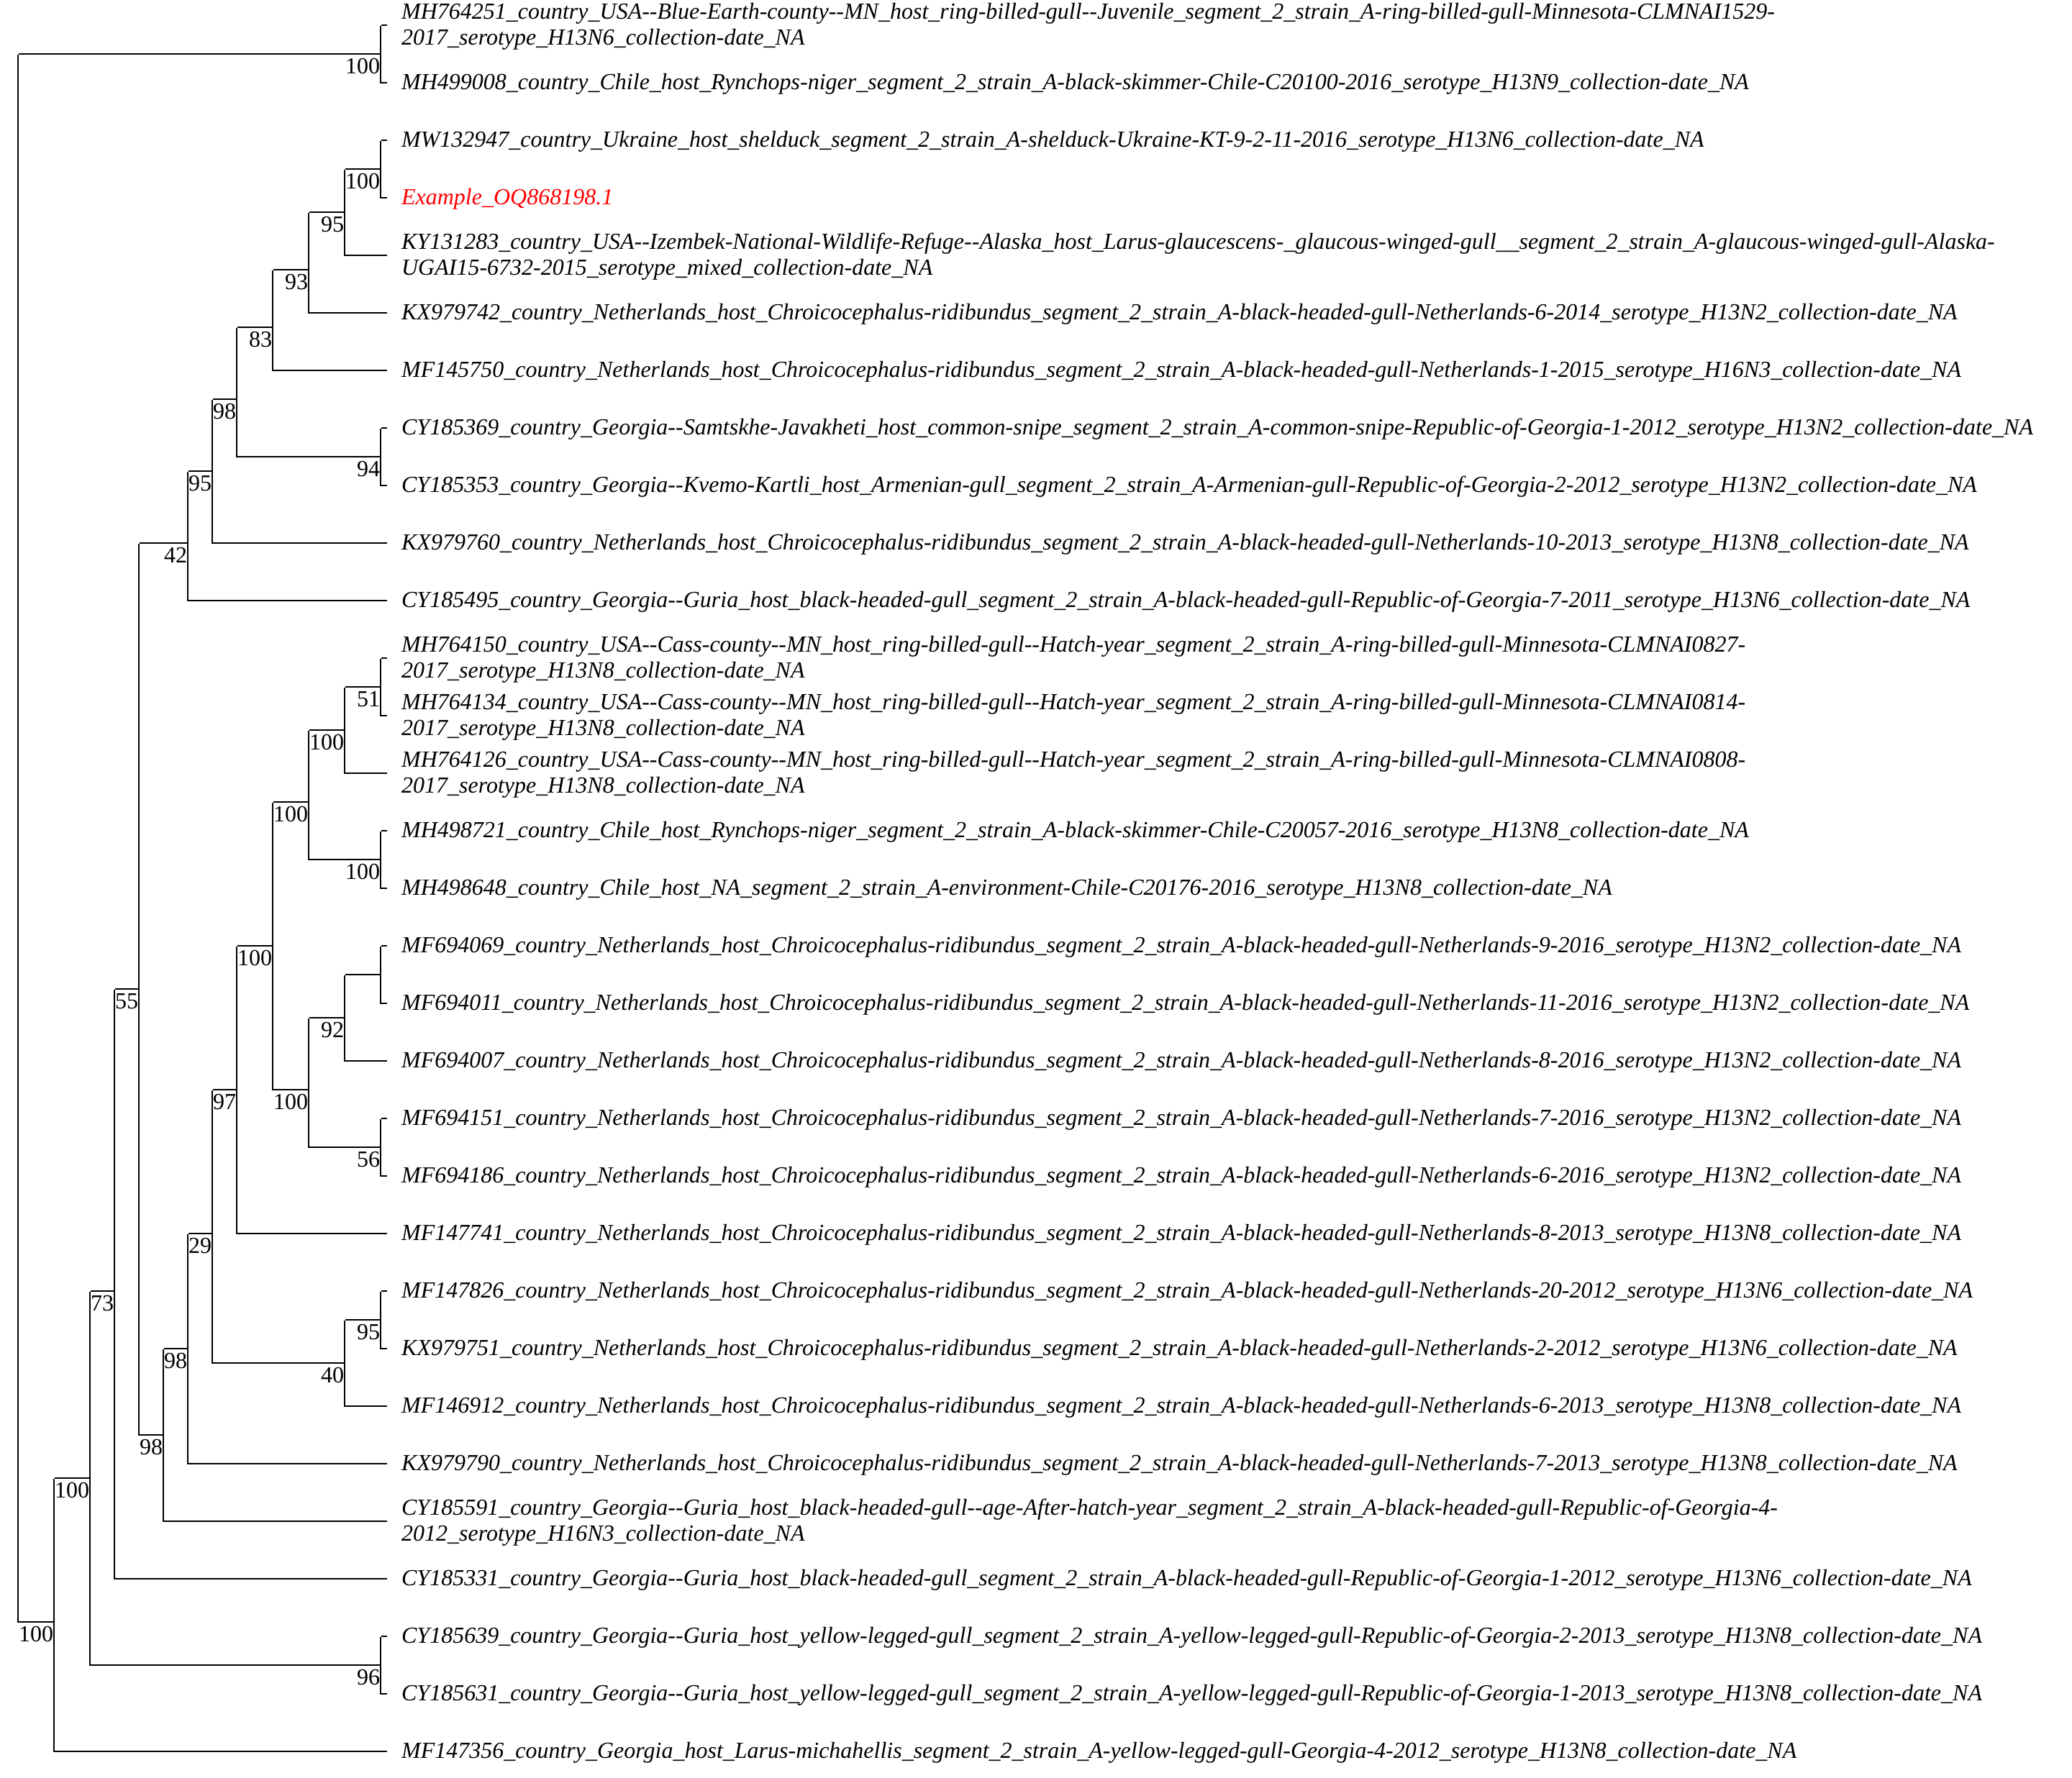 MH764251_country_USA--Blue-Earth-county--MN_host_ring-billed-gull--Juvenile_segment_2_strain_A-ring-billed-gull-Minnesota-CLMNAI1529-
2017_serotype_H13N6_collection-date_NA
100
MH499008_country_Chile_host_Rynchops-niger_segment_2_strain_A-black-skimmer-Chile-C20100-2016_serotype_H13N9_collection-date_NA
MW132947_country_Ukraine_host_shelduck_segment_2_strain_A-shelduck-Ukraine-KT-9-2-11-2016_serotype_H13N6_collection-date_NA
100
Example_OQ868198.1
95
KY131283_country_USA--Izembek-National-Wildlife-Refuge--Alaska_host_Larus-glaucescens-_glaucous-winged-gull__segment_2_strain_A-glaucous-winged-gull-Alaska-
UGAI15-6732-2015_serotype_mixed_collection-date_NA
93
KX979742_country_Netherlands_host_Chroicocephalus-ridibundus_segment_2_strain_A-black-headed-gull-Netherlands-6-2014_serotype_H13N2_collection-date_NA
83
MF145750_country_Netherlands_host_Chroicocephalus-ridibundus_segment_2_strain_A-black-headed-gull-Netherlands-1-2015_serotype_H16N3_collection-date_NA
98
CY185369_country_Georgia--Samtskhe-Javakheti_host_common-snipe_segment_2_strain_A-common-snipe-Republic-of-Georgia-1-2012_serotype_H13N2_collection-date_NA
94
CY185353_country_Georgia--Kvemo-Kartli_host_Armenian-gull_segment_2_strain_A-Armenian-gull-Republic-of-Georgia-2-2012_serotype_H13N2_collection-date_NA
95
KX979760_country_Netherlands_host_Chroicocephalus-ridibundus_segment_2_strain_A-black-headed-gull-Netherlands-10-2013_serotype_H13N8_collection-date_NA
42
CY185495_country_Georgia--Guria_host_black-headed-gull_segment_2_strain_A-black-headed-gull-Republic-of-Georgia-7-2011_serotype_H13N6_collection-date_NA
MH764150_country_USA--Cass-county--MN_host_ring-billed-gull--Hatch-year_segment_2_strain_A-ring-billed-gull-Minnesota-CLMNAI0827-
2017_serotype_H13N8_collection-date_NA
51
MH764134_country_USA--Cass-county--MN_host_ring-billed-gull--Hatch-year_segment_2_strain_A-ring-billed-gull-Minnesota-CLMNAI0814-
2017_serotype_H13N8_collection-date_NA
100
MH764126_country_USA--Cass-county--MN_host_ring-billed-gull--Hatch-year_segment_2_strain_A-ring-billed-gull-Minnesota-CLMNAI0808-
2017_serotype_H13N8_collection-date_NA
100
MH498721_country_Chile_host_Rynchops-niger_segment_2_strain_A-black-skimmer-Chile-C20057-2016_serotype_H13N8_collection-date_NA
100
MH498648_country_Chile_host_NA_segment_2_strain_A-environment-Chile-C20176-2016_serotype_H13N8_collection-date_NA
MF694069_country_Netherlands_host_Chroicocephalus-ridibundus_segment_2_strain_A-black-headed-gull-Netherlands-9-2016_serotype_H13N2_collection-date_NA
100
55
MF694011_country_Netherlands_host_Chroicocephalus-ridibundus_segment_2_strain_A-black-headed-gull-Netherlands-11-2016_serotype_H13N2_collection-date_NA
92
MF694007_country_Netherlands_host_Chroicocephalus-ridibundus_segment_2_strain_A-black-headed-gull-Netherlands-8-2016_serotype_H13N2_collection-date_NA
97
100
MF694151_country_Netherlands_host_Chroicocephalus-ridibundus_segment_2_strain_A-black-headed-gull-Netherlands-7-2016_serotype_H13N2_collection-date_NA
56
MF694186_country_Netherlands_host_Chroicocephalus-ridibundus_segment_2_strain_A-black-headed-gull-Netherlands-6-2016_serotype_H13N2_collection-date_NA
MF147741_country_Netherlands_host_Chroicocephalus-ridibundus_segment_2_strain_A-black-headed-gull-Netherlands-8-2013_serotype_H13N8_collection-date_NA
29
MF147826_country_Netherlands_host_Chroicocephalus-ridibundus_segment_2_strain_A-black-headed-gull-Netherlands-20-2012_serotype_H13N6_collection-date_NA
73
95
KX979751_country_Netherlands_host_Chroicocephalus-ridibundus_segment_2_strain_A-black-headed-gull-Netherlands-2-2012_serotype_H13N6_collection-date_NA
98
40
MF146912_country_Netherlands_host_Chroicocephalus-ridibundus_segment_2_strain_A-black-headed-gull-Netherlands-6-2013_serotype_H13N8_collection-date_NA
98
KX979790_country_Netherlands_host_Chroicocephalus-ridibundus_segment_2_strain_A-black-headed-gull-Netherlands-7-2013_serotype_H13N8_collection-date_NA
100
CY185591_country_Georgia--Guria_host_black-headed-gull--age-After-hatch-year_segment_2_strain_A-black-headed-gull-Republic-of-Georgia-4-
2012_serotype_H16N3_collection-date_NA
CY185331_country_Georgia--Guria_host_black-headed-gull_segment_2_strain_A-black-headed-gull-Republic-of-Georgia-1-2012_serotype_H13N6_collection-date_NA
100
CY185639_country_Georgia--Guria_host_yellow-legged-gull_segment_2_strain_A-yellow-legged-gull-Republic-of-Georgia-2-2013_serotype_H13N8_collection-date_NA
96
CY185631_country_Georgia--Guria_host_yellow-legged-gull_segment_2_strain_A-yellow-legged-gull-Republic-of-Georgia-1-2013_serotype_H13N8_collection-date_NA
MF147356_country_Georgia_host_Larus-michahellis_segment_2_strain_A-yellow-legged-gull-Georgia-4-2012_serotype_H13N8_collection-date_NA